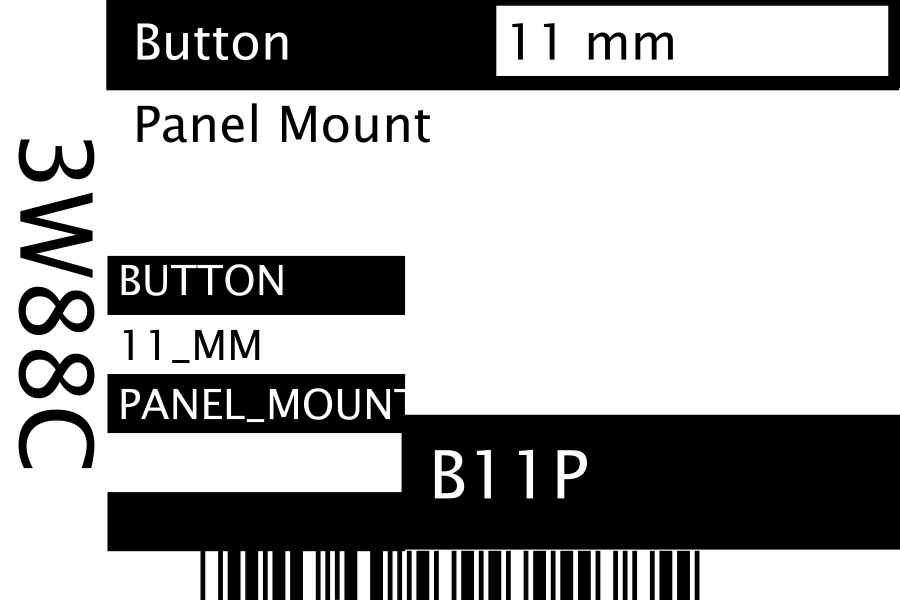 Button 11 mm
Panel Mount
3W88C
BUTTON
11_MM
PANEL_MOUNT
B11P